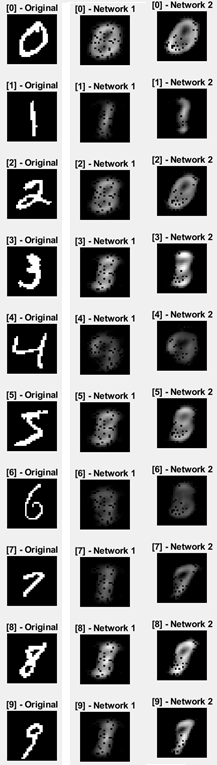 [0] - Original [0] - Network 1 [0] - Network 2
[1] - Original [1] - Network 1 [1] - Network 2
[2] - Original [2] - Network 1 [2] - Network 2
[3] - Original [3] - Network 1 [3] - Network 2
[4] - Original [4] - Network 1 [4] - Network 2
[5] - Original [5] - Network 1 [5] - Network 2
[6] - Original [6] - Network 1 [6] - Network 2
[7] - Original [7] - Network 1 [7] - Network 2
[8] - Original [8] - Network 1 [8] - Network 2
[9] - Original [9] - Network 1 [9] - Network 2